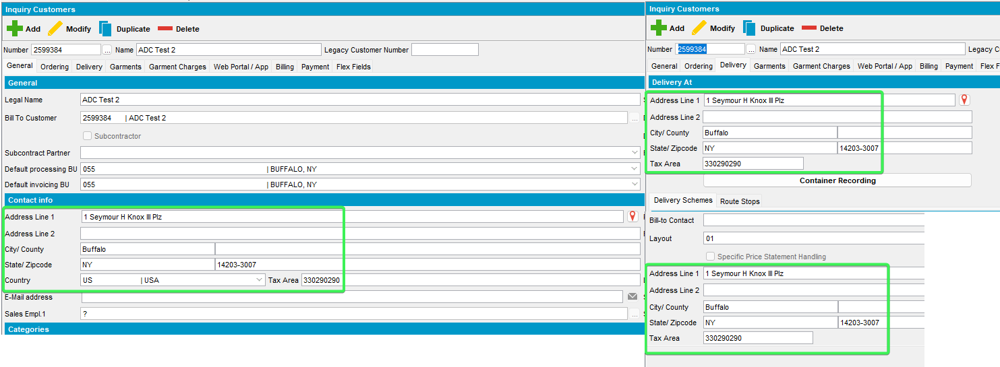 Inquiry Customers
Add Modify Duplicate Delete
Number 2599384 ... Name ADC Test 2 Legacy Customer Number
General Ordering Delivery Garments Garment Charges Web Portal / App Billing Payment Flex Fields
General
Legal Name ADC Test 2
Bill To Customer 2599384 | ADC Test 2 ...
Subcontractor
Subcontract Partner
Default processing BU 055 | BUFFALO, NY
Default invoicing BU 055 | BUFFALO, NY
Contact info
Address Line 1 1 Seymour H Knox III Plz
Address Line 2
City/ County Buffalo
State/ Zipcode NY 14203-3007
Country US | USA Tax Area 330290290
E-Mail address
Sales Empl.1 ? ...
Categories
Inquiry Customers
Add Modify Duplicate Delete
Number 2599384 ... Name ADC Test 2 Legacy C
General Ordering Delivery Garments Garment Charges Web Portal / App Billing Payment Flex F
Delivery At
Address Line 1 1 Seymour H Knox III Plz
Address Line 2
City/ County Buffalo
State/ Zipcode NY 14203-3007
Tax Area 330290290
Container Recording
Delivery Schemes Route Stops
Bill-to Contact
Layout 01
Specific Price Statement Handling
Address Line 1 1 Seymour H Knox III Plz
Address Line 2
City/ County Buffalo
State/ Zipcode NY 14203-3007
Tax Area 330290290